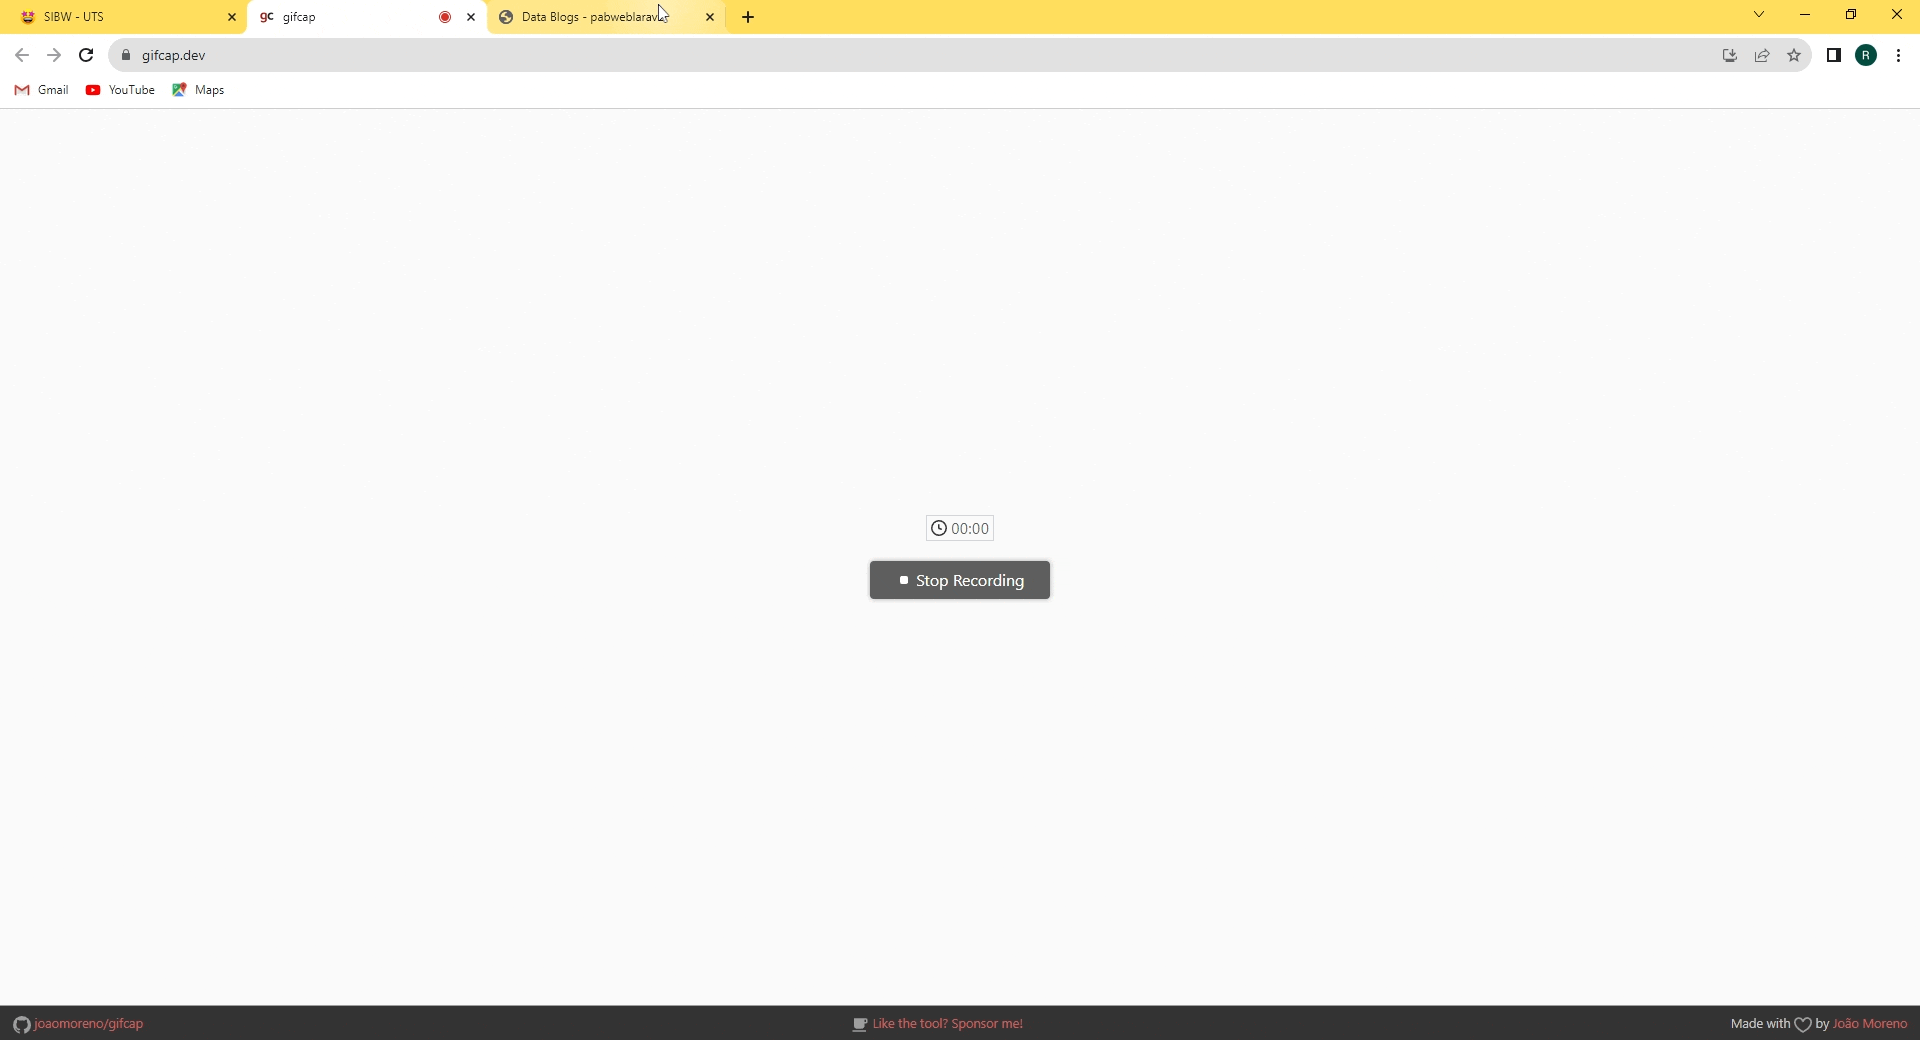 SIBW - UTS
gc gifcap
Data Blogs - pabweblarav
gifcap.dev
R
Gmail YouTube Maps
00:00
Stop Recording
joaomoreno/gifcap
Like the tool? Sponsor me!
Made with by João Moreno